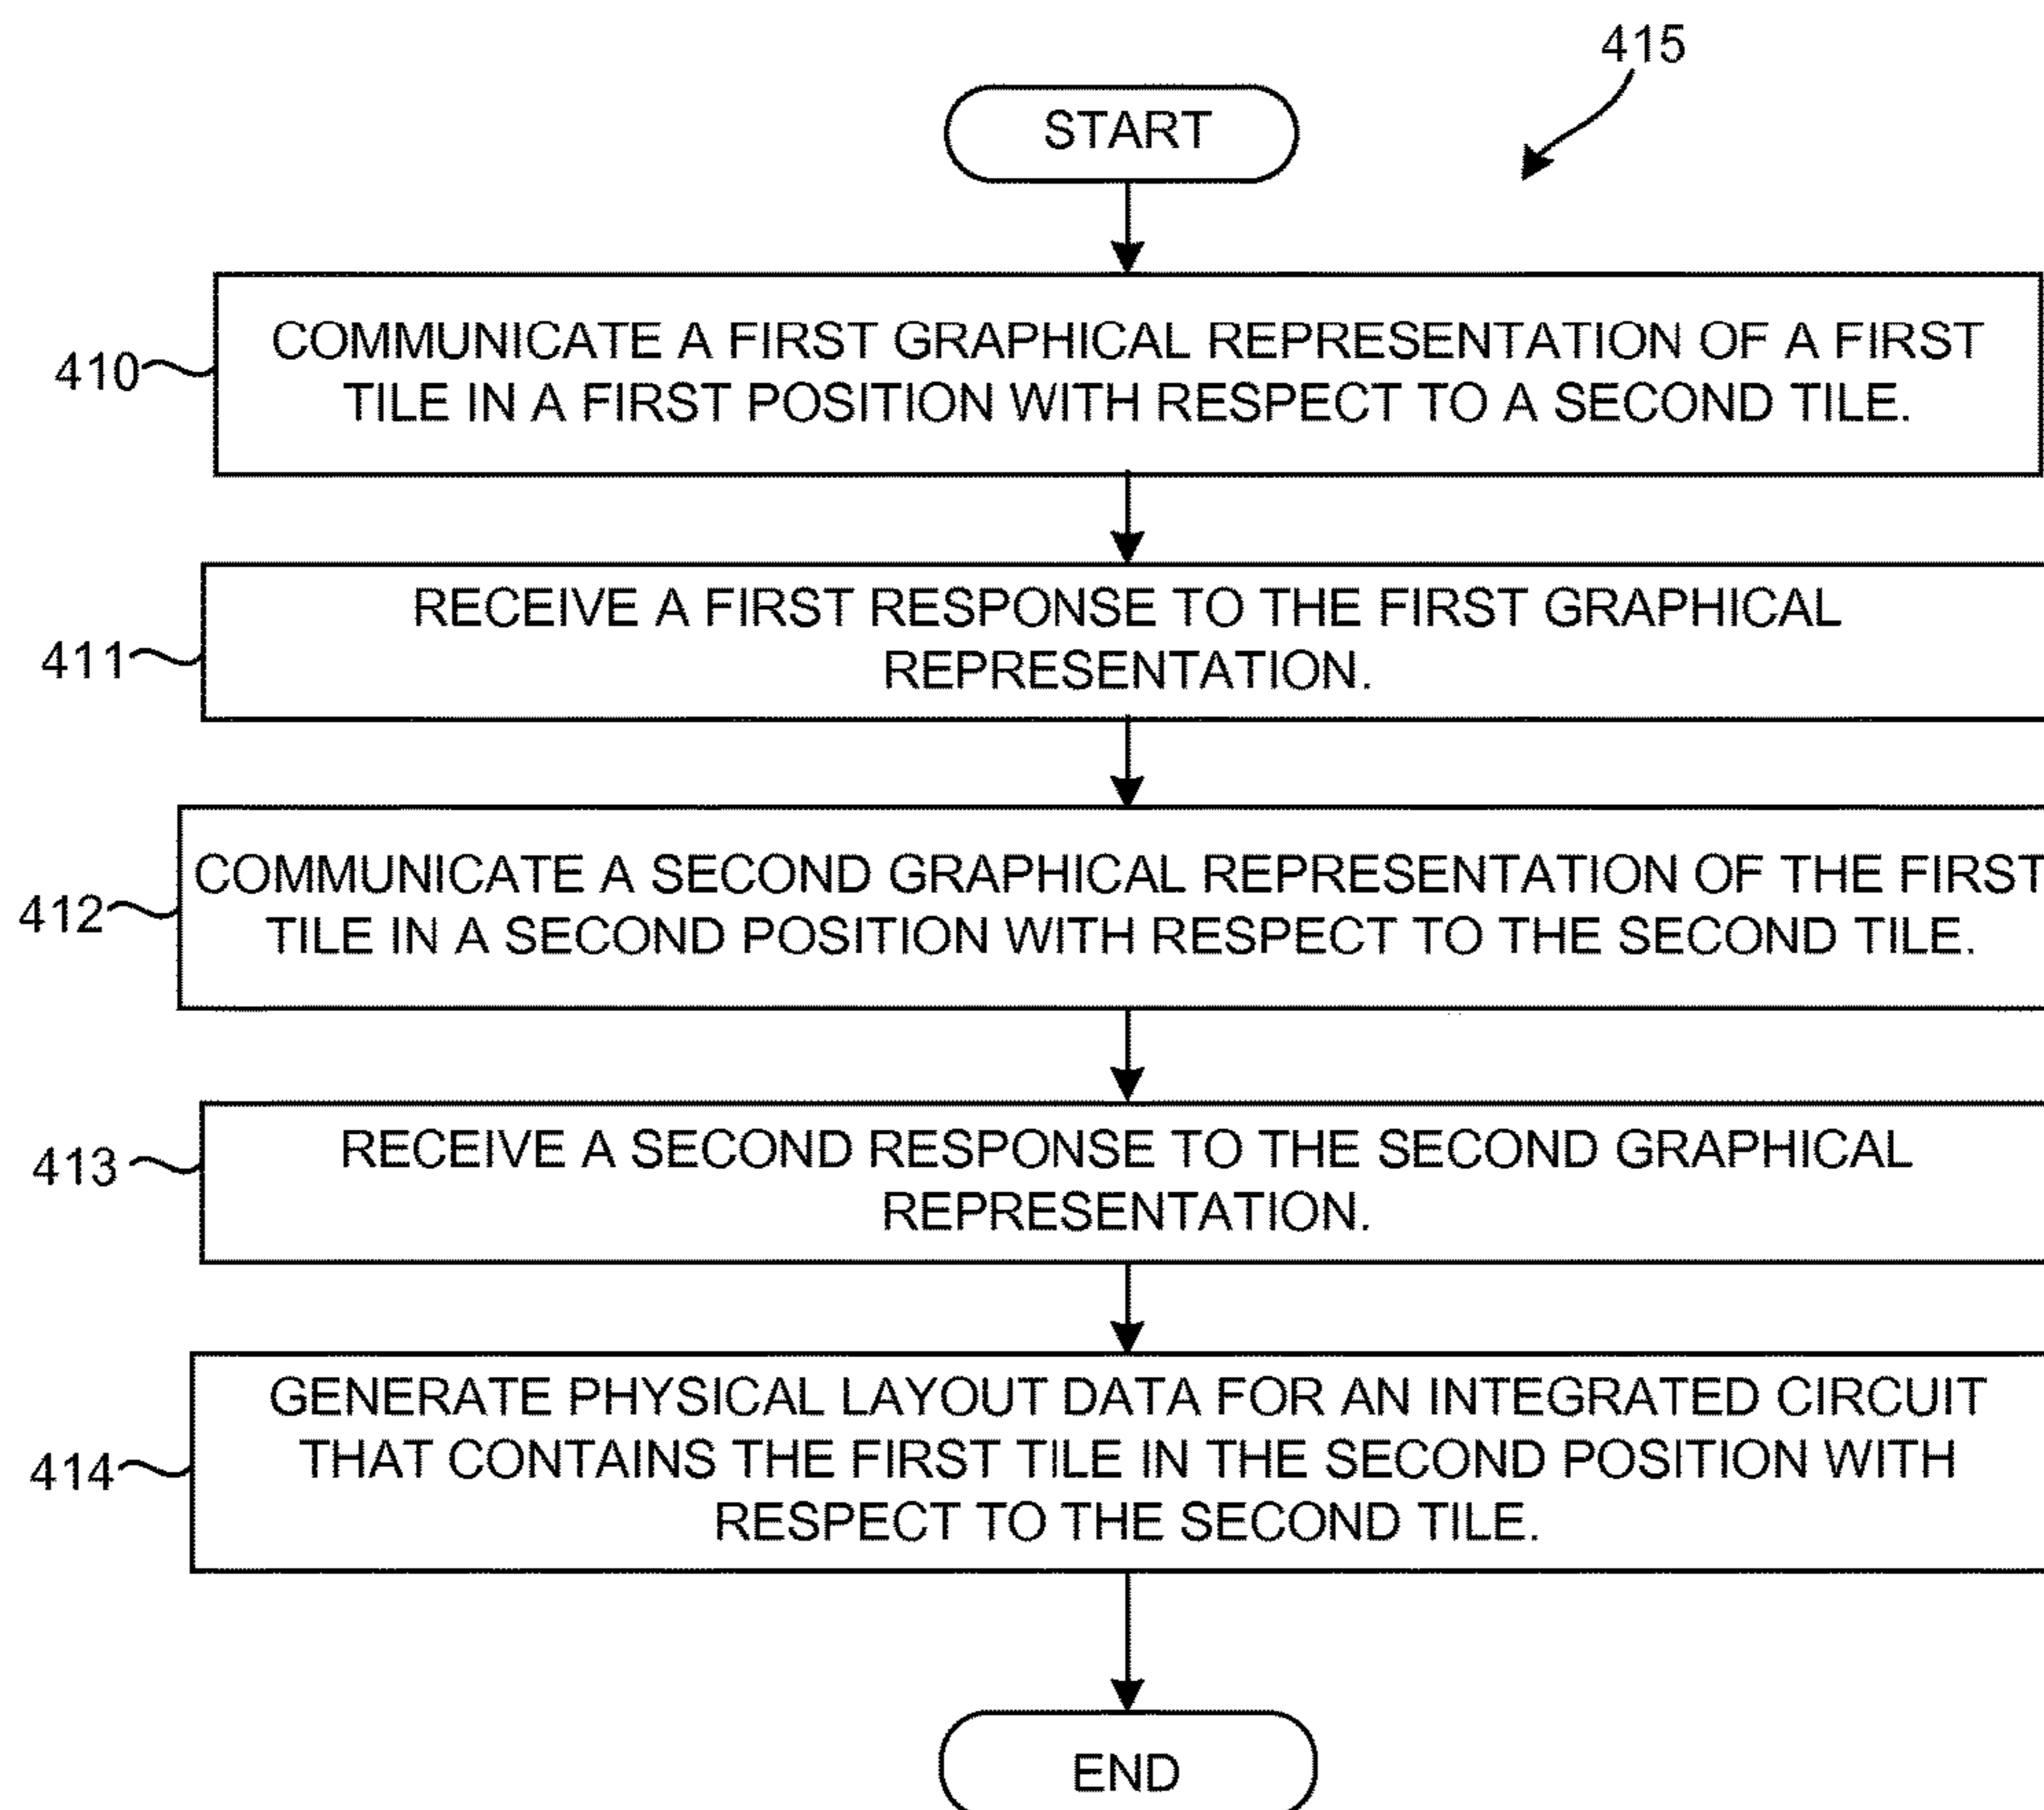 415
START
410
COMMUNICATE A FIRST GRAPHICAL REPRESENTATION OF A FIRST
TILE IN A FIRST POSITION WITH RESPECT TO A SECOND TILE.
411
RECEIVE A FIRST RESPONSE TO THE FIRST GRAPHICAL
REPRESENTATION.
412
COMMUNICATE A SECOND GRAPHICAL REPRESENTATION OF THE FIRST
TILE IN A SECOND POSITION WITH RESPECT TO THE SECOND TILE.
413
RECEIVE A SECOND RESPONSE TO THE SECOND GRAPHICAL
REPRESENTATION.
414
GENERATE PHYSICAL LAYOUT DATA FOR AN INTEGRATED CIRCUIT
THAT CONTAINS THE FIRST TILE IN THE SECOND POSITION WITH
RESPECT TO THE SECOND TILE.
END